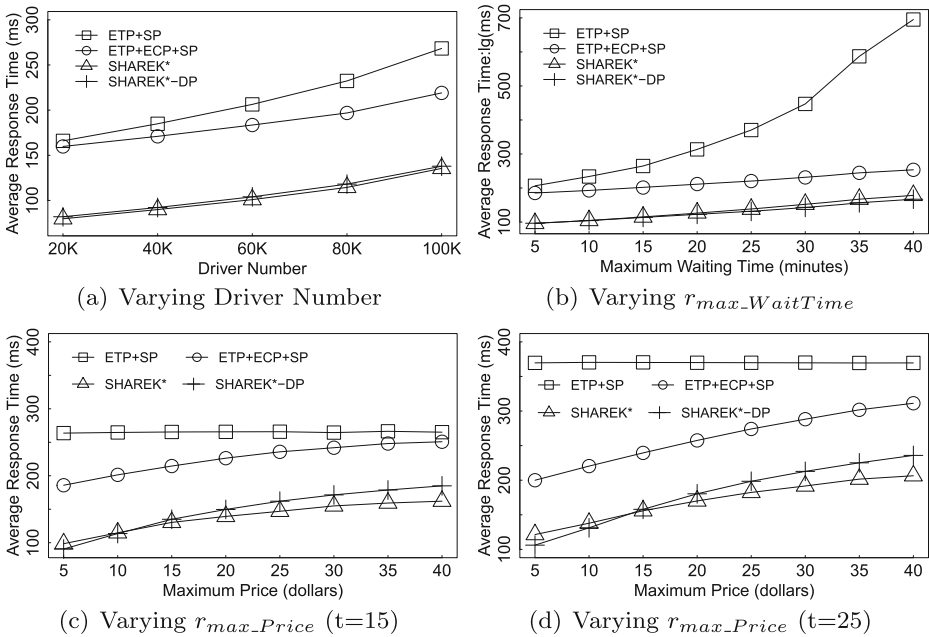 Average Response Time (ms)
300
250
200
150
100
ETP+SP
ETP+ECP+SP
SHAREK*
SHAREK*−DP
20K 40K 60K 80K 100K
Driver Number
(a) Varying Driver Number
Average Response Time:lg(ms)
700
500
300
100
ETP+SP
ETP+ECP+SP
SHAREK*
SHAREK*−DP
5 10 15 20 25 30 35 40
Maximum Waiting Time (minutes)
(b) Varying r_{max_WaitTime}
Average Response Time (ms)
400
300
200
100
ETP+SP ETP+ECP+SP
SHAREK* SHAREK*−DP
5 10 15 20 25 30 35 40
Maximum Price (dollars)
(c) Varying r_{max_Price} (t=15)
Average Response Time (ms)
400
300
200
100
ETP+SP ETP+ECP+SP
SHAREK* SHAREK*−DP
5 10 15 20 25 30 35 40
Maximum Price (dollars)
(d) Varying r_{max_Price} (t=25)